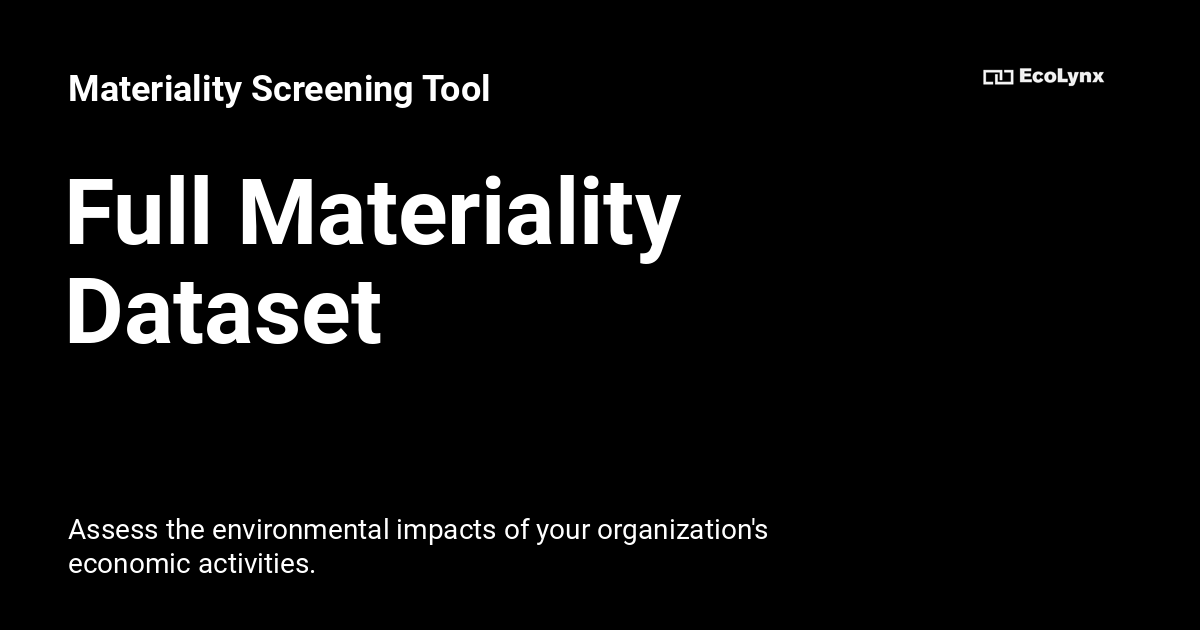 Materiality Screening Tool
EcoLynx
Full Materiality
Dataset
Assess the environmental impacts of your organization's
economic activities.